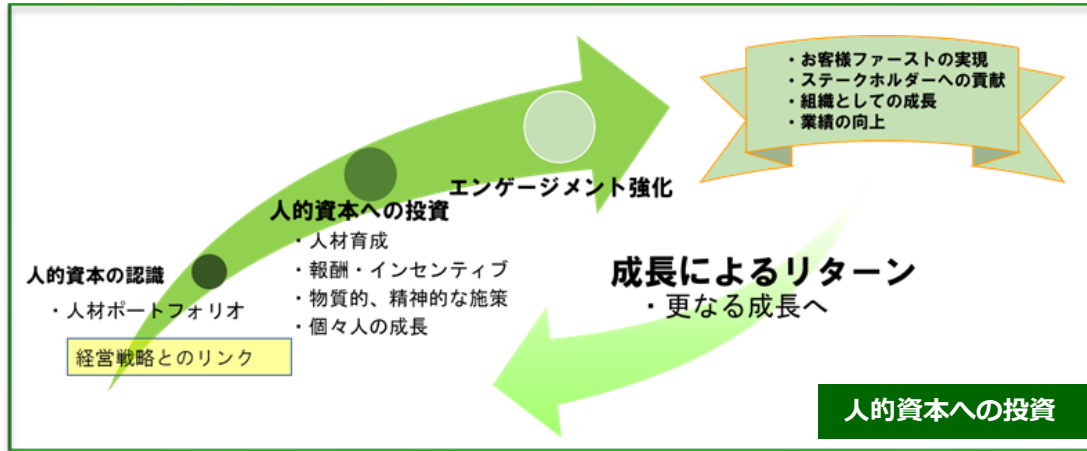 ・お客様ファーストの実現
・ステークホルダーへの貢献
・組織としての成長
・業績の向上
エンゲージメント強化
人的資本への投資
・人材育成
・報酬・インセンティブ
・物質的、精神的な施策
・個々人の成長
人的資本の認識
・人材ポートフォリオ
経営戦略とのリンク
成長によるリターン
・更なる成長へ
人的資本への投資